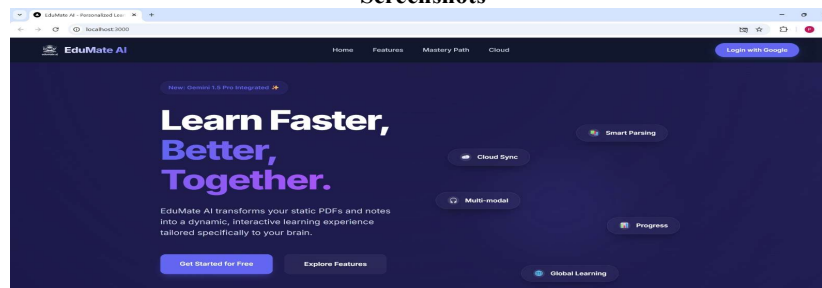 Screenshots
EduMate AI - Personalized Lear
localhost:3000
P
EduMate AI
Home Features Mastery Path Cloud
Login with Google
New: Gemini 1.5 Pro Integrated ✨
Learn Faster,
Better,
Together.
Smart Parsing
Cloud Sync
Multi-modal
Progress
Global Learning
EduMate AI transforms your static PDFs and notes
into a dynamic, interactive learning experience
tailored specifically to your brain.
Get Started for Free Explore Features